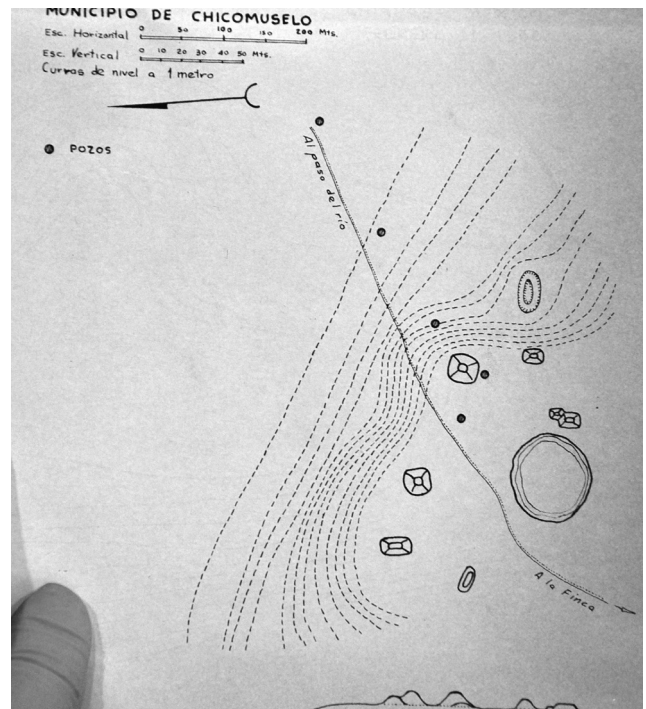 MUNICIPIO DE CHICOMUSELO
Esc. Horizontal 0 50 100 150 200 Mts.
Esc. Vertical 0 10 20 30 40 50 Mts.
Curvas de nivel a 1 metro
POZOS
Al paso del río
A la Finca